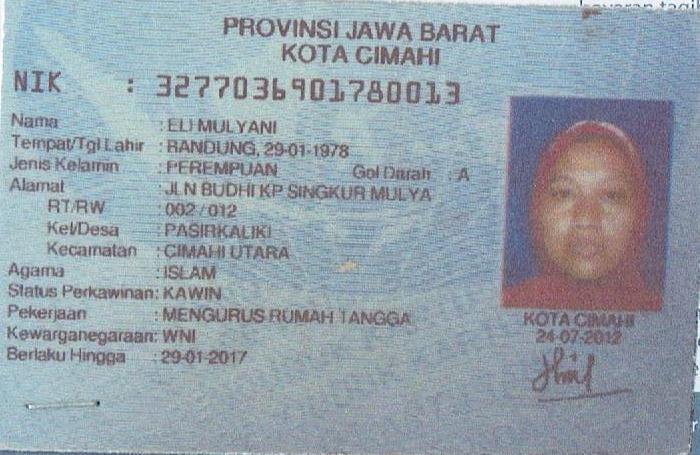 PROVINSI JAWA BARAT
KOTA CIMAHI
NIK : 3277036901780013
Nama : ELI MULYANI
Tempat/Tgl Lahir : BANDUNG, 29-01-1978
Jenis Kelamin : PEREMPUAN Gol Darah : A
Alamat : JLN BUDHI KP SINGKUR MULYA
RT/RW : 002 / 012
Kel/Desa : PASIRKALIKI
Kecamatan : CIMAHI UTARA
Agama : ISLAM
Status Perkawinan: KAWIN
Pekerjaan : MENGURUS RUMAH TANGGA
Kewarganegaraan: WNI
Berlaku Hingga : 29-01-2017
KOTA CIMAHI
24-07-2012